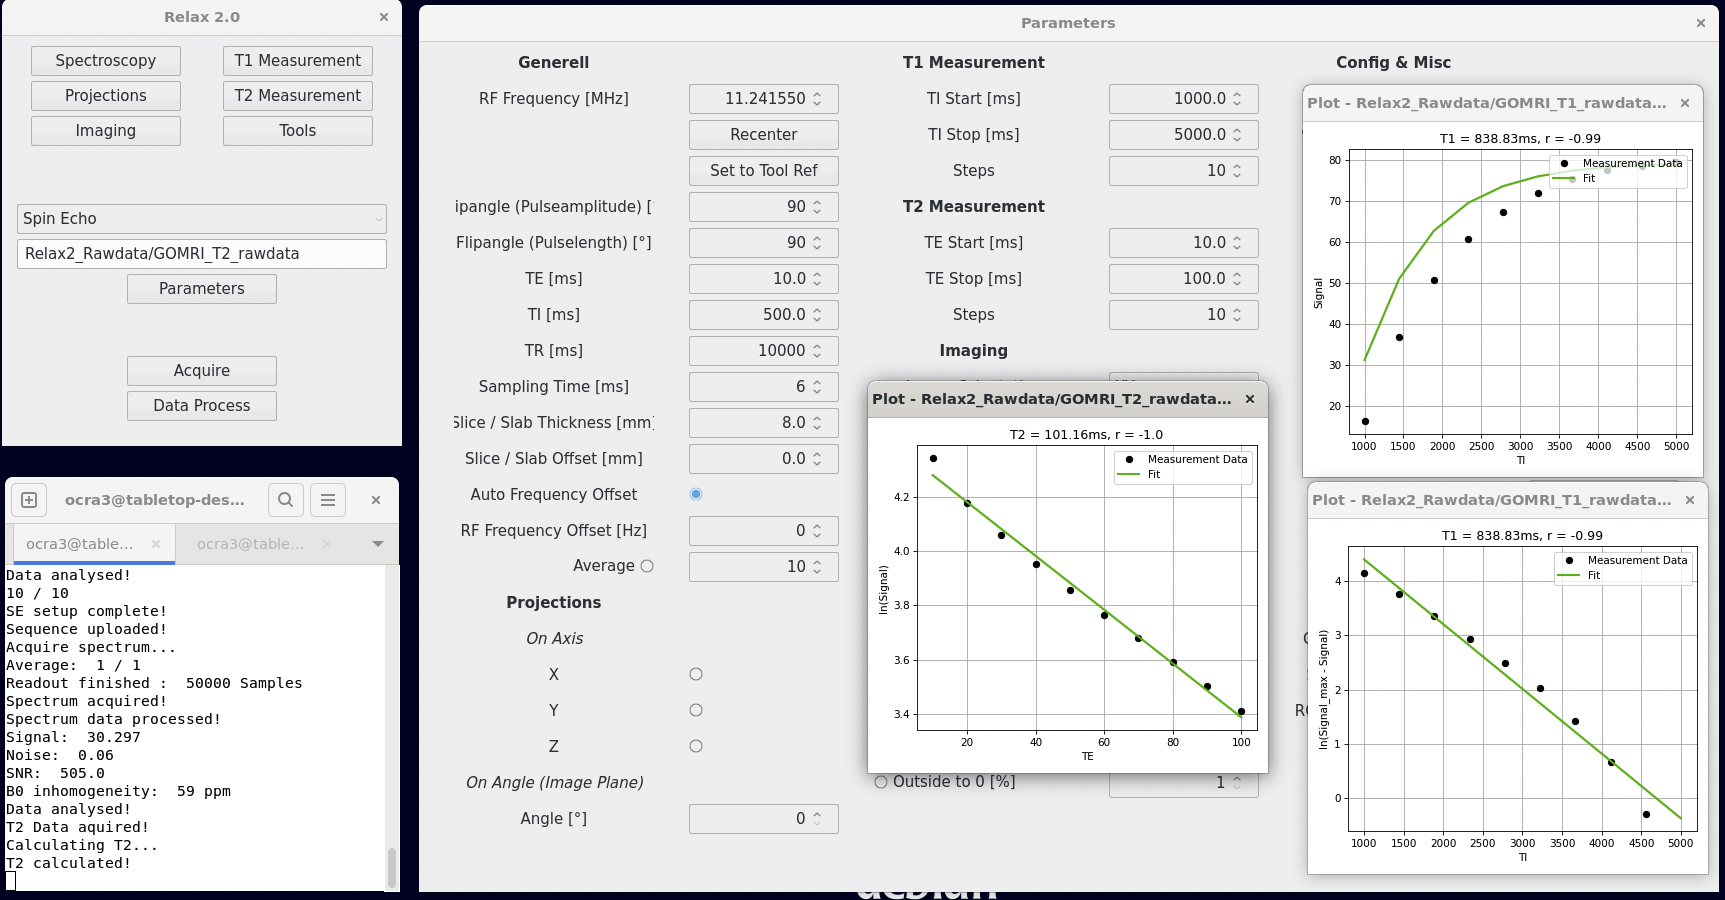 Relax 2.0
Spectroscopy
T1 Measurement
Projections
T2 Measurement
Imaging
Tools
Spin Echo
Relax2_Rawdata/GOMRI_T2_rawdata
Parameters
Acquire
Data Process
ocra3@tabletop-des...
ocra3@table...
ocra3@table...
Data analysed!
10 / 10
SE setup complete!
Sequence uploaded!
Acquire spectrum...
Average:  1 / 1
Readout finished :  50000 Samples
Spectrum acquired!
Spectrum data processed!
Signal:  30.297
Noise:  0.06
SNR:  505.0
B0 inhomogeneity:  59 ppm
Data analysed!
T2 Data aquired!
Calculating T2...
T2 calculated!
Parameters
Generell
RF Frequency [MHz]
11.241550
Recenter
Set to Tool Ref
ipangle (Pulseamplitude) [
90
Flipangle (Pulselength) [°]
90
TE [ms]
10.0
TI [ms]
500.0
TR [ms]
10000
Sampling Time [ms]
6
Slice / Slab Thickness [mm]
8.0
Slice / Slab Offset [mm]
0.0
Auto Frequency Offset
RF Frequency Offset [Hz]
0
Average
10
Projections
On Axis
X
Y
Z
On Angle (Image Plane)
Angle [°]
0
T1 Measurement
TI Start [ms]
1000.0
TI Stop [ms]
5000.0
Steps
10
T2 Measurement
TE Start [ms]
10.0
TE Stop [ms]
100.0
Steps
10
Imaging
Outside to 0 [%]
1
Config & Misc
Plot - Relax2_Rawdata/GOMRI_T2_rawdata...
T2 = 101.16ms, r = -1.0
Measurement Data
Fit
ln(Signal)
4.2
4.0
3.8
3.6
3.4
20
40
60
80
100
TE
Plot - Relax2_Rawdata/GOMRI_T1_rawdata...
T1 = 838.83ms, r = -0.99
Measurement Data
Fit
Signal
80
70
60
50
40
30
20
1000
1500
2000
2500
3000
3500
4000
4500
5000
TI
Plot - Relax2_Rawdata/GOMRI_T1_rawdata...
T1 = 838.83ms, r = -0.99
Measurement Data
Fit
ln(Signal_max - Signal)
4
3
2
1
0
1000
1500
2000
2500
3000
3500
4000
4500
5000
TI